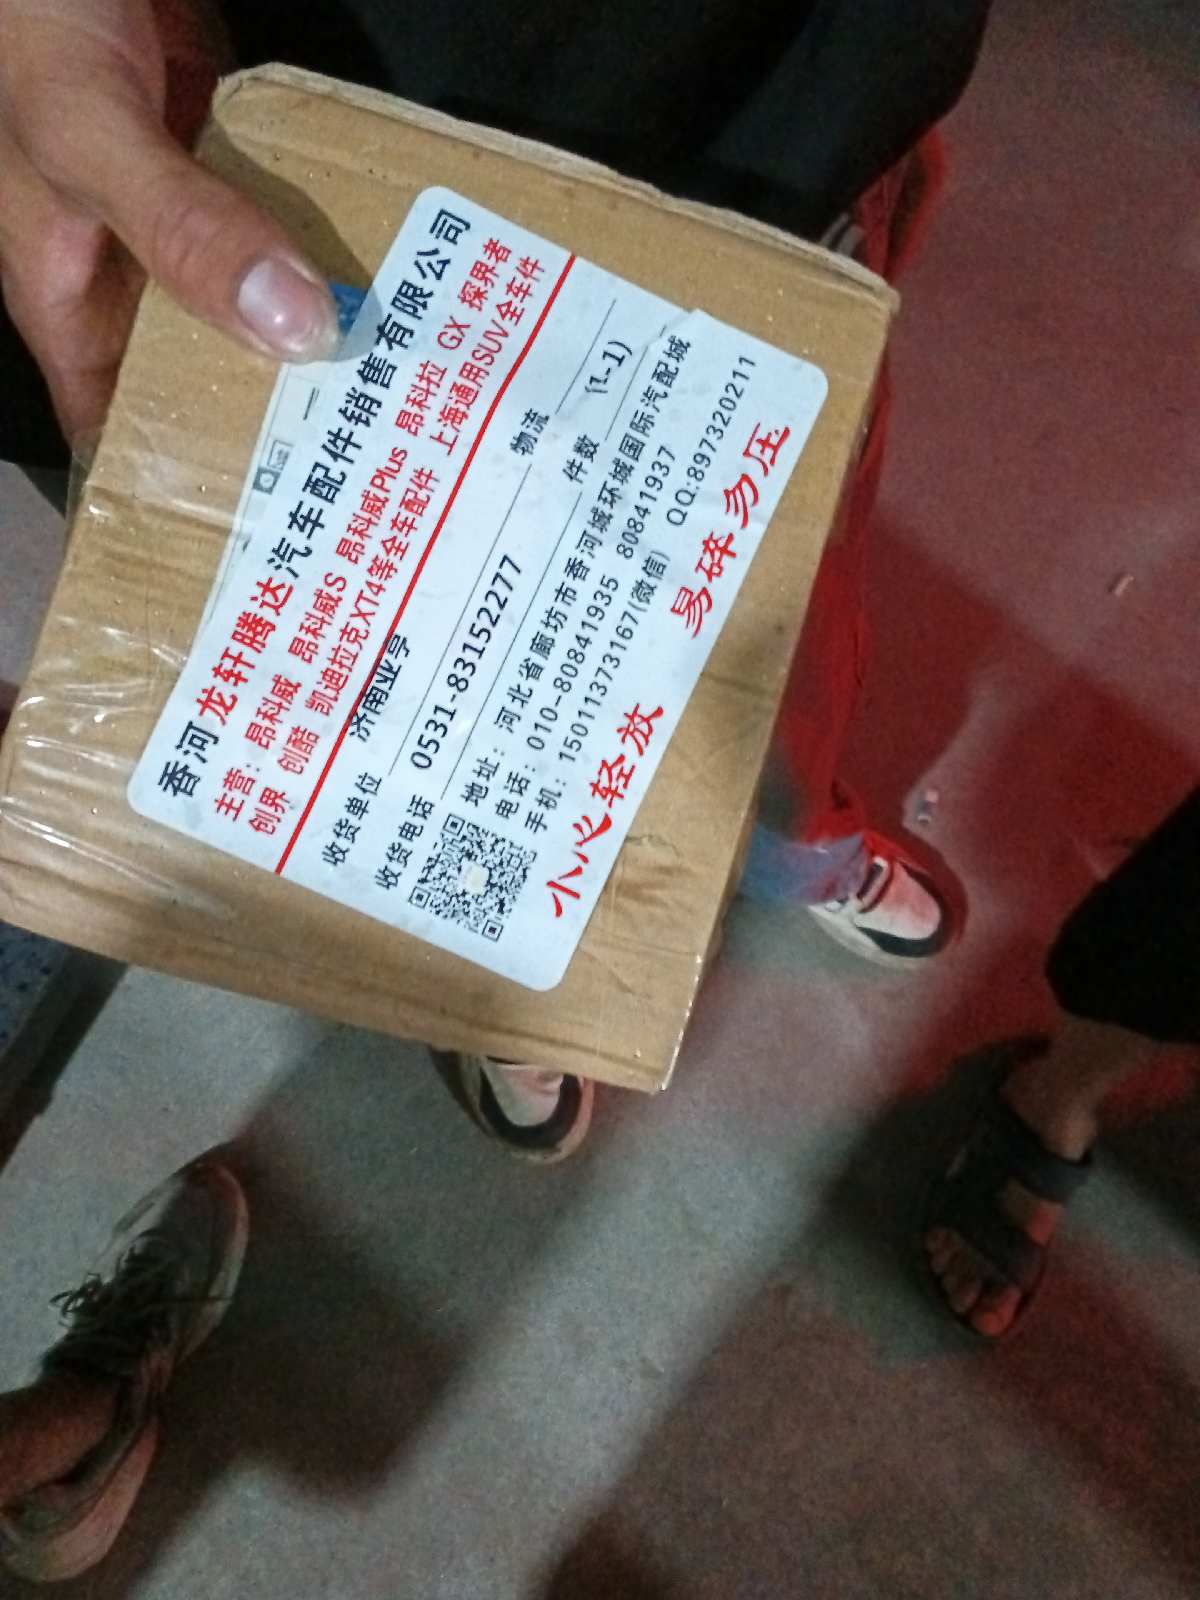 香河龙轩腾达汽车配件销售有限公司
主营：昂科威 昂科威S 昂科威Plus 昂科拉 GX 探界者
创界 创酷 凯迪拉克XT4等全车配件 上海通用SUV全车件
收货单位 济南业亨 物流
收货电话 0531-83152277 件数 (1-1)
地址：河北省廊坊市香河城环城国际汽配城
电话：010-80841935 80841937
手机：15011373167(微信) QQ:897320211
小心轻放 易碎勿压